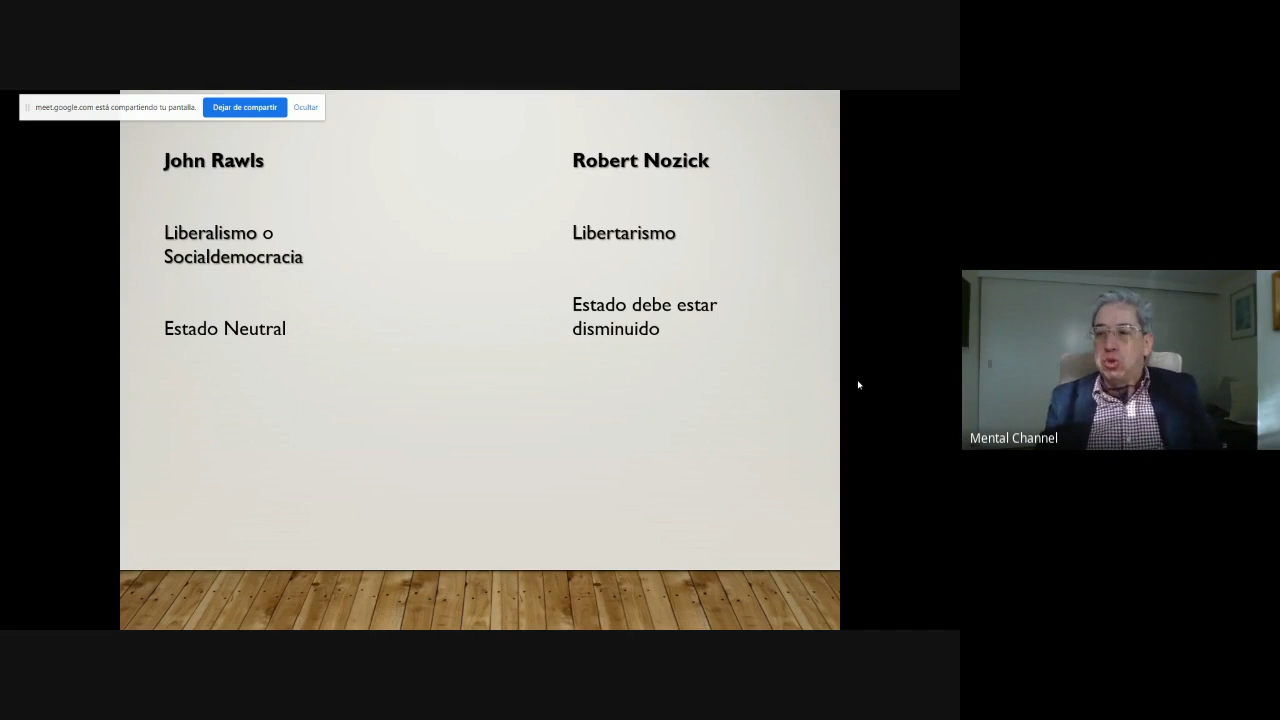 meet.google.com está compartiendo tu pantalla.
Dejar de compartir
Ocultar
John Rawls
Liberalismo o
Socialdemocracia
Estado Neutral
Robert Nozick
Libertarismo
Estado debe estar
disminuido
Mental Channel